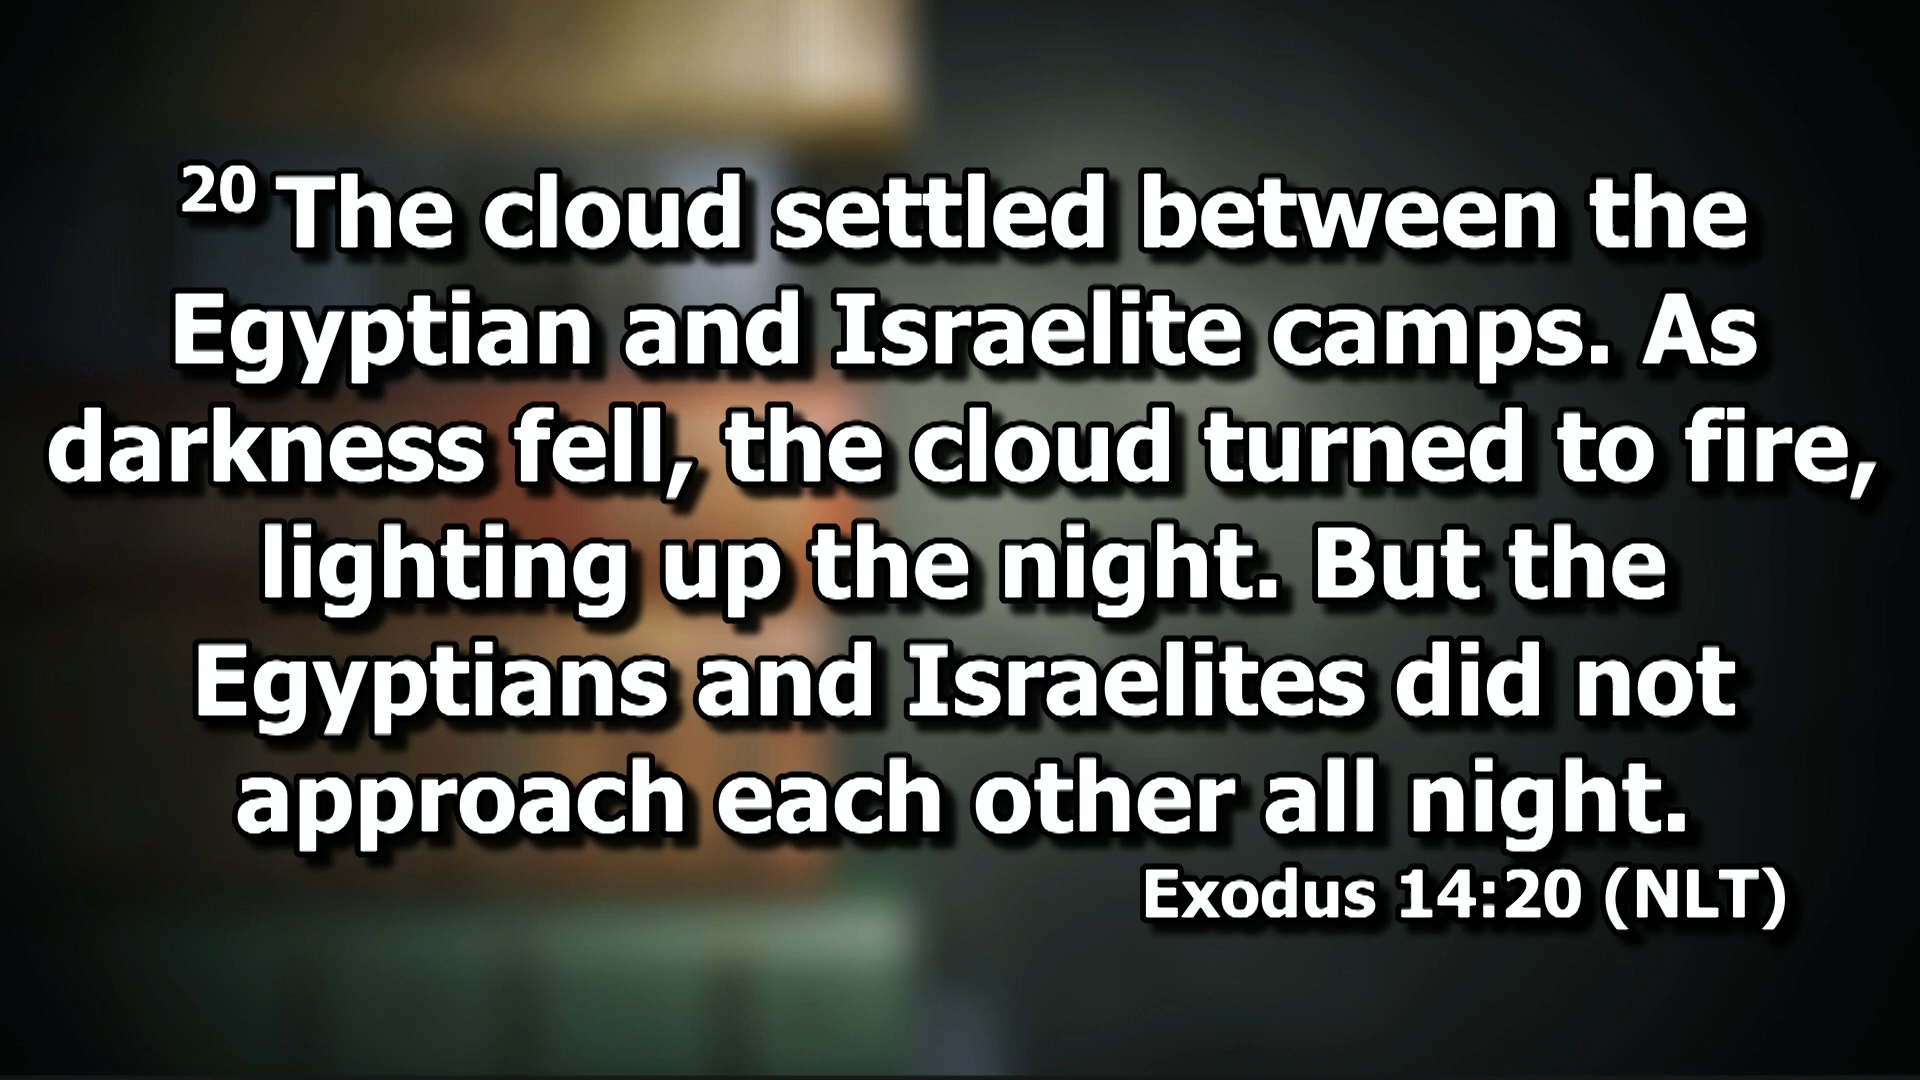 20 The cloud settled between the
Egyptian and Israelite camps. As
darkness fell, the cloud turned to fire,
lighting up the night. But the
Egyptians and Israelites did not
approach each other all night.
Exodus 14:20 (NLT)